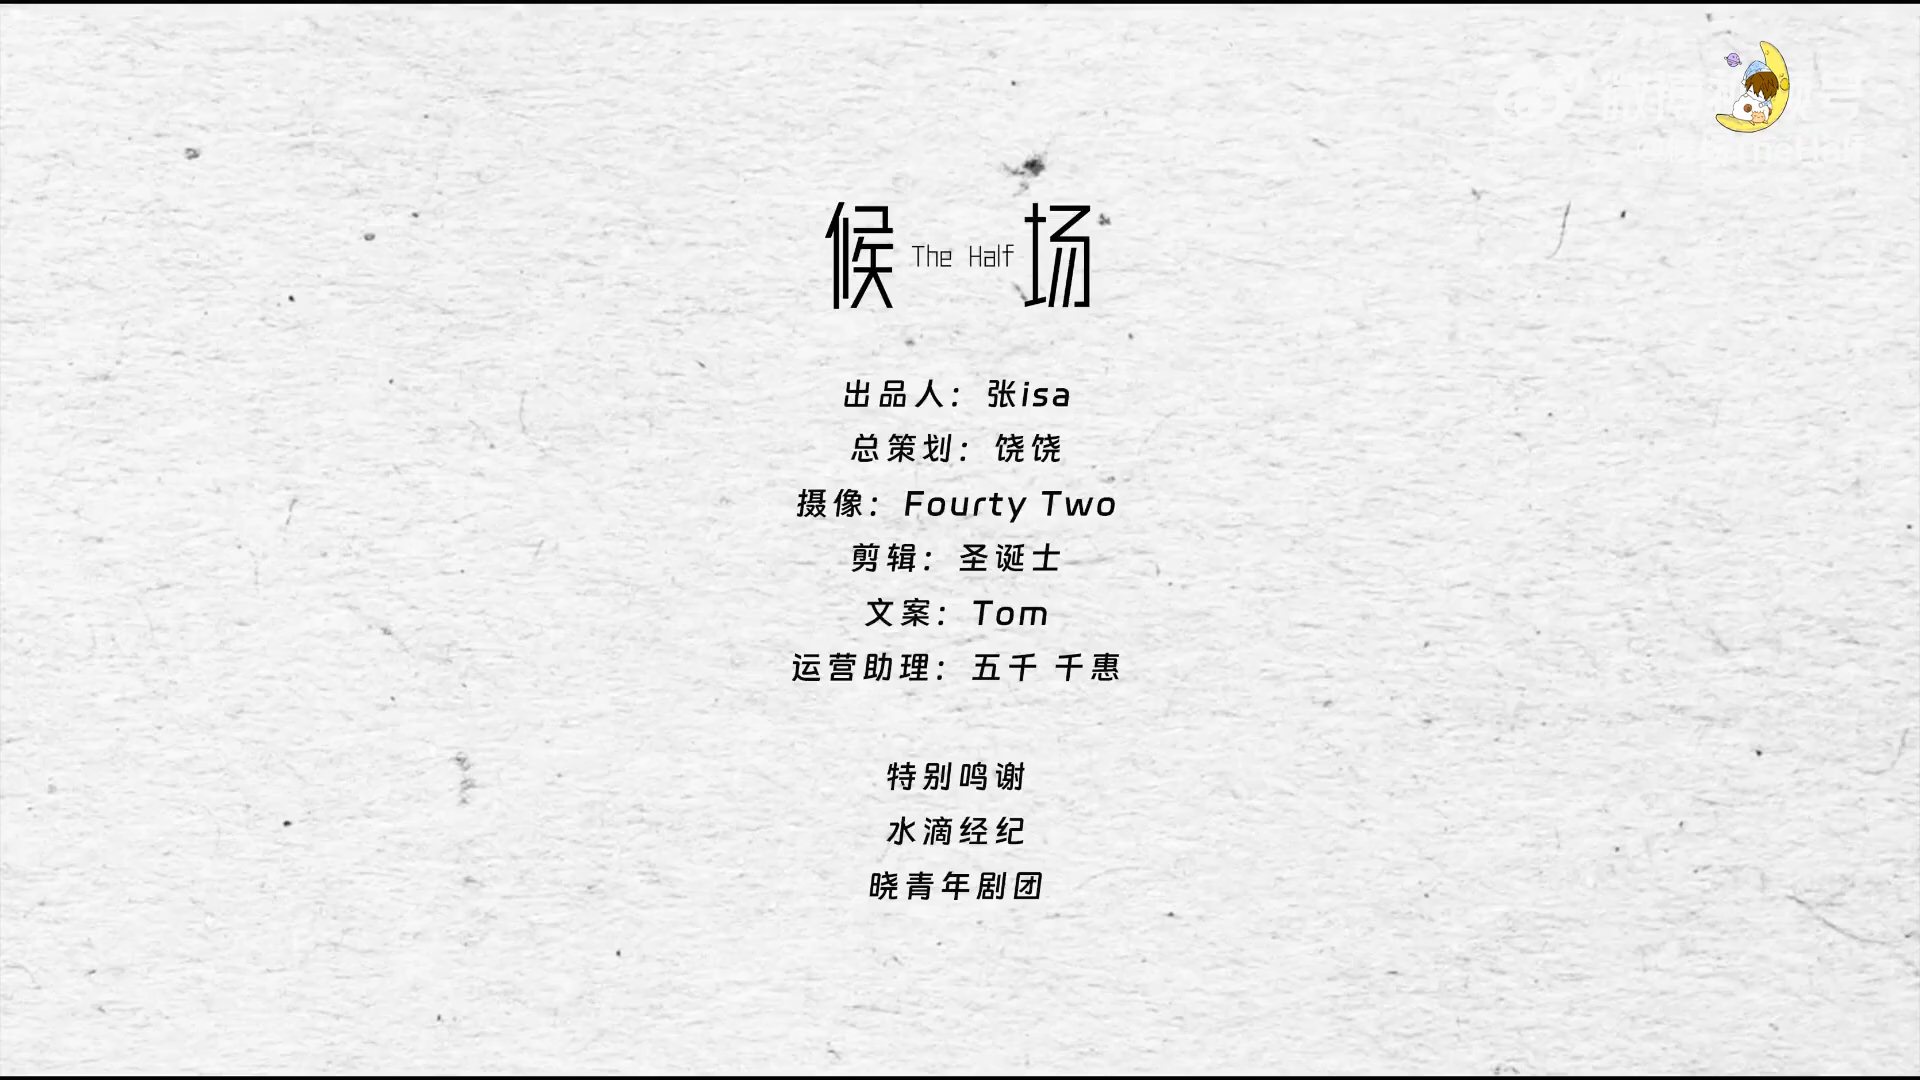 候 The Half 场
出品人：张isa
总策划：饶饶
摄像：Fourty Two
剪辑：圣诞士
文案：Tom
运营助理：五千 千惠
特别鸣谢
水滴经纪
晓青年剧团